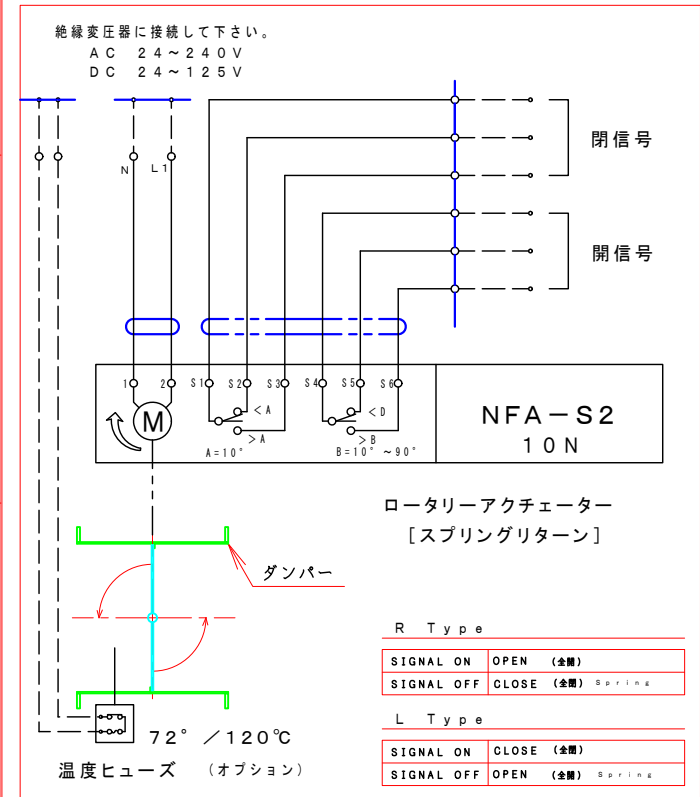 絶縁変圧器に接続して下さい。
AC 24~240V
DC 24~125V
N L1
閉信号
開信号
1 2 S1 S2 S3 S4 S5 S6
M
<A
>A
A=10°
<D
>B
B=10° ~90°
NFA-S2
10N
ロータリーアクチェーター
[スプリングリターン]
ダンパー
R Type
SIGNAL ON OPEN (全開)
SIGNAL OFF CLOSE (全閉) Spring
L Type
SIGNAL ON CLOSE (全閉)
SIGNAL OFF OPEN (全開) Spring
72° /120℃
温度ヒューズ (オプション)